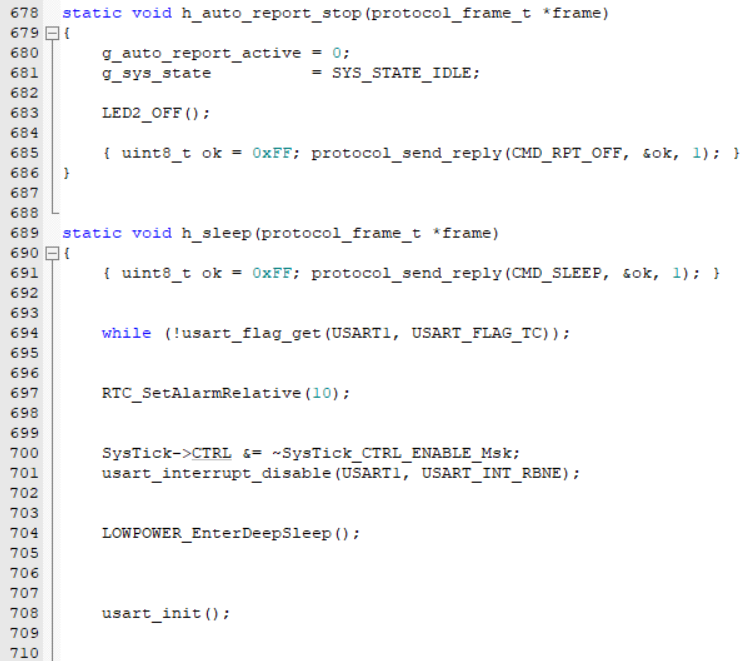 678 static void h_auto_report_stop(protocol_frame_t *frame)
679 {
680     g_auto_report_active = 0;
681     g_sys_state          = SYS_STATE_IDLE;
682
683     LED2_OFF();
684
685     { uint8_t ok = 0xFF; protocol_send_reply(CMD_RPT_OFF, &ok, 1); }
686 }
687
688
689 static void h_sleep(protocol_frame_t *frame)
690 {
691     { uint8_t ok = 0xFF; protocol_send_reply(CMD_SLEEP, &ok, 1); }
692
693
694     while (!usart_flag_get(USART1, USART_FLAG_TC));
695
696
697     RTC_SetAlarmRelative(10);
698
699
700     SysTick->CTRL &= ~SysTick_CTRL_ENABLE_Msk;
701     usart_interrupt_disable(USART1, USART_INT_RBNE);
702
703
704     LOWPOWER_EnterDeepSleep();
705
706
707
708     usart_init();
709
710